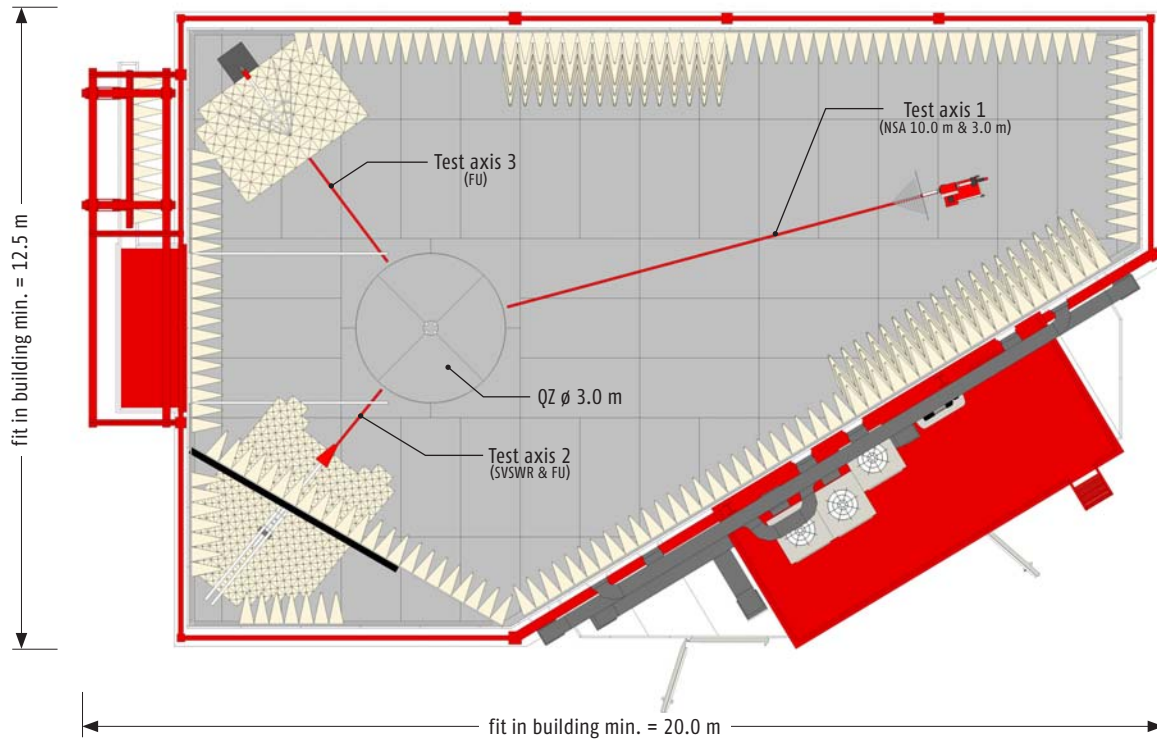 Test axis 1
(NSA 10.0 m & 3.0 m)
Test axis 3
(FU)
QZ ø 3.0 m
Test axis 2
(SVSWR & FU)
fit in building min. = 12.5 m
fit in building min. = 20.0 m